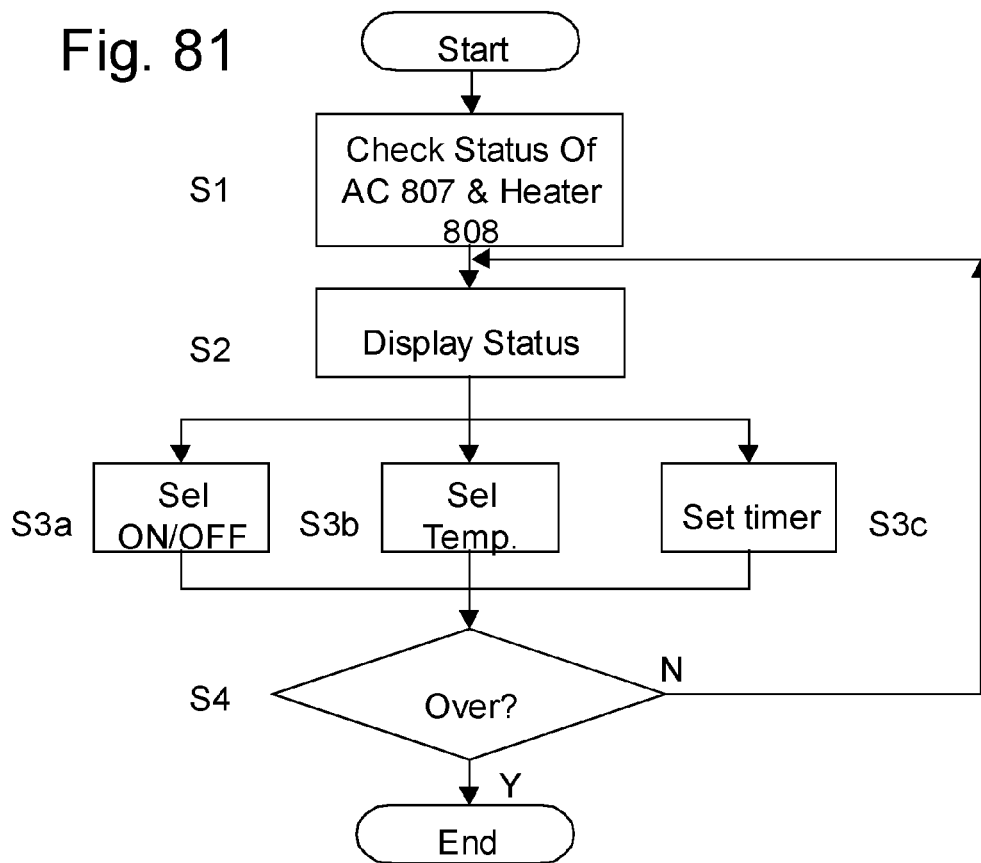 Fig. 81
Start
S1
Check Status Of
AC 807 & Heater
808
S2
Display Status
S3a
Sel
ON/OFF
S3b
Sel
Temp.
Set timer
S3c
S4
Over?
N
Y
End